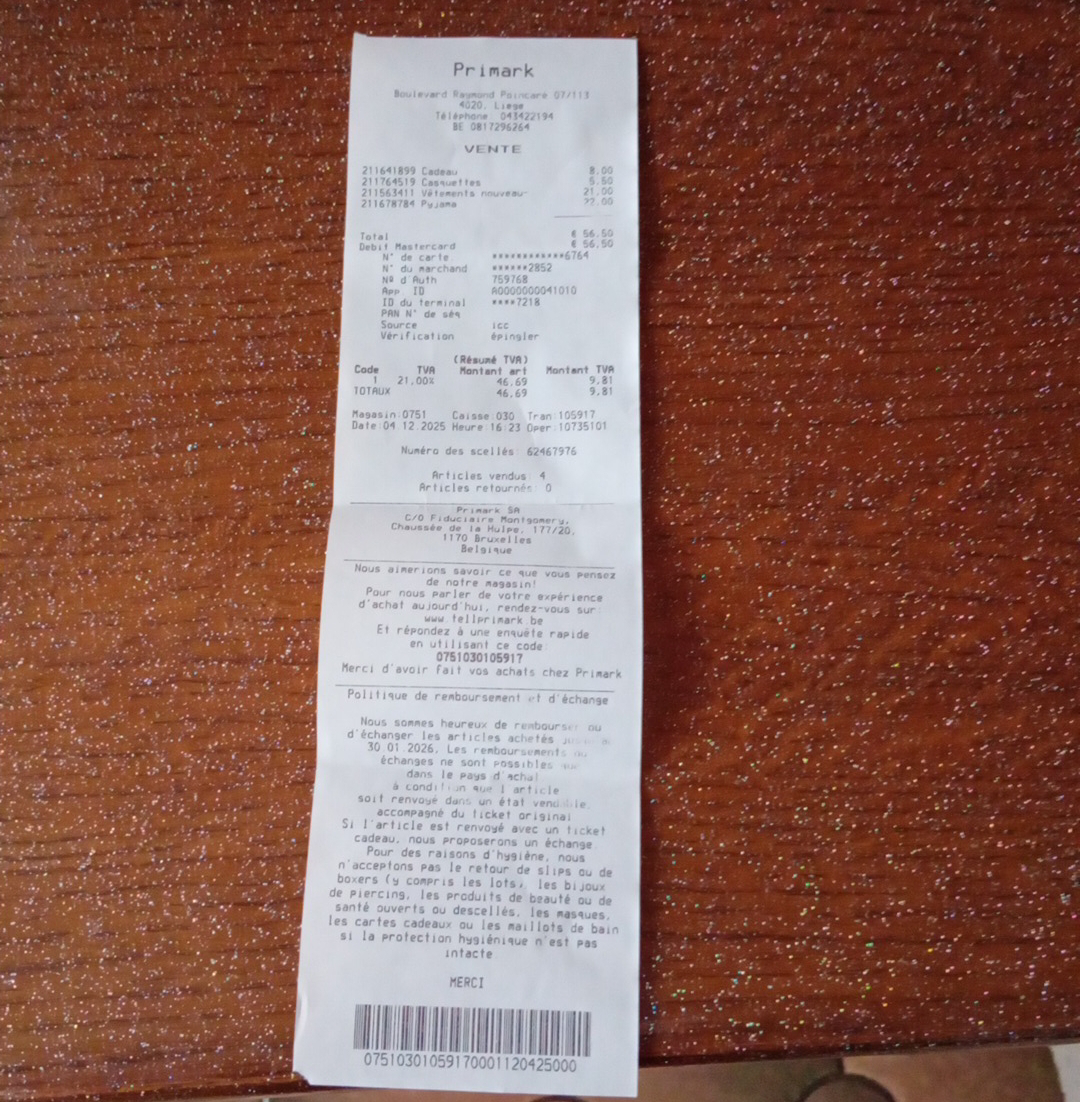 Primark
Boulevard Raymond Poincaré 07/113
4020, Liege
Téléphone: 043422194
BE 0817296264
VENTE
211641899 Cadeau 8.00
211764519 Casquettes 5.50
211563411 Vêtements nouveau- 21.00
211678784 Pyjama 22.00
Total € 56.50
Debit Mastercard € 56.50
N° de carte ************6764
N° du marchand ******2852
Nº d'Auth 759768
App ID A0000000041010
ID du terminal ****7218
PAN N° de séq
Source icc
Vérification épingler
(Résumé TVA)
Code TVA Montant art Montant TVA
1 21,00% 46.69 9.81
TOTAUX 46.69 9.81
Magasin:0751 Caisse:030 Tran:105917
Date:04.12.2025 Heure:16:23 Oper:10735101
Numéro des scellés: 62467976
Articles vendus: 4
Articles retournés: 0
Primark SA
C/O Fiduciaire Montgomery,
Chaussée de la Hulpe, 177/20,
1170 Bruxelles
Belgique
Nous aimerions savoir ce que vous pensez
de notre magasin!
Pour nous parler de votre expérience
d'achat aujourd'hui, rendez-vous sur:
www.tellprimark.be
Et répondez à une enquête rapide
en utilisant ce code:
0751030105917
Merci d'avoir fait vos achats chez Primark
Politique de remboursement et d'échange
Nous sommes heureux de rembourser ou
d'échanger les articles achetés
30.01.2026. Les remboursements ou
échanges ne sont possibles que
dans le pays d'achat
à condition que l'article
soit renvoyé dans un état vendable,
accompagné du ticket original
Si l'article est renvoyé avec un ticket
cadeau, nous proposerons un échange
Pour des raisons d'hygiène, nous
n'acceptons pas le retour de slips ou de
boxers (y compris les lots), les bijoux
de piercing, les produits de beauté ou de
santé ouverts ou descellés, les masques,
les cartes cadeaux ou les maillots de bain
si la protection hygiénique n'est pas
intacte
MERCI
07510301059170001120425000